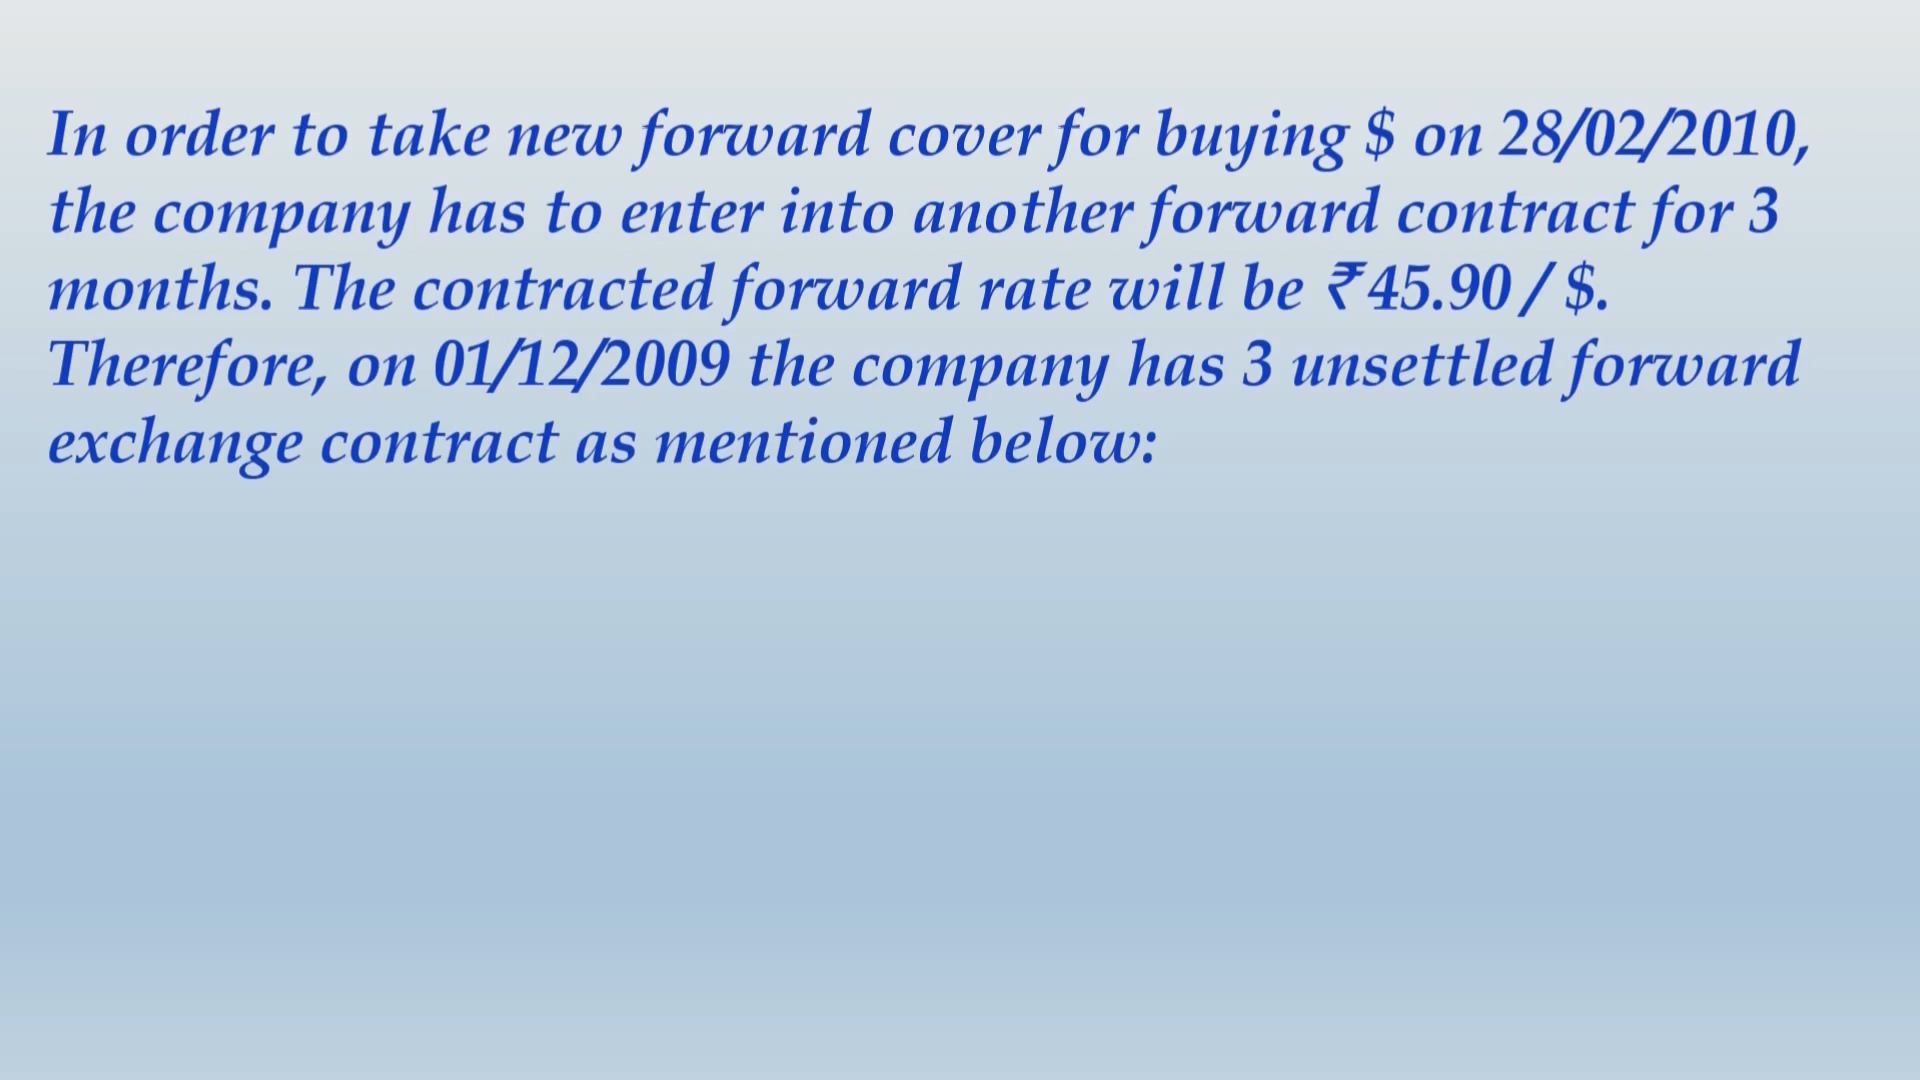 In order to take new forward cover for buying $ on 28/02/2010,
the company has to enter into another forward contract for 3
months. The contracted forward rate will be ₹45.90 / $.
Therefore, on 01/12/2009 the company has 3 unsettled forward
exchange contract as mentioned below: